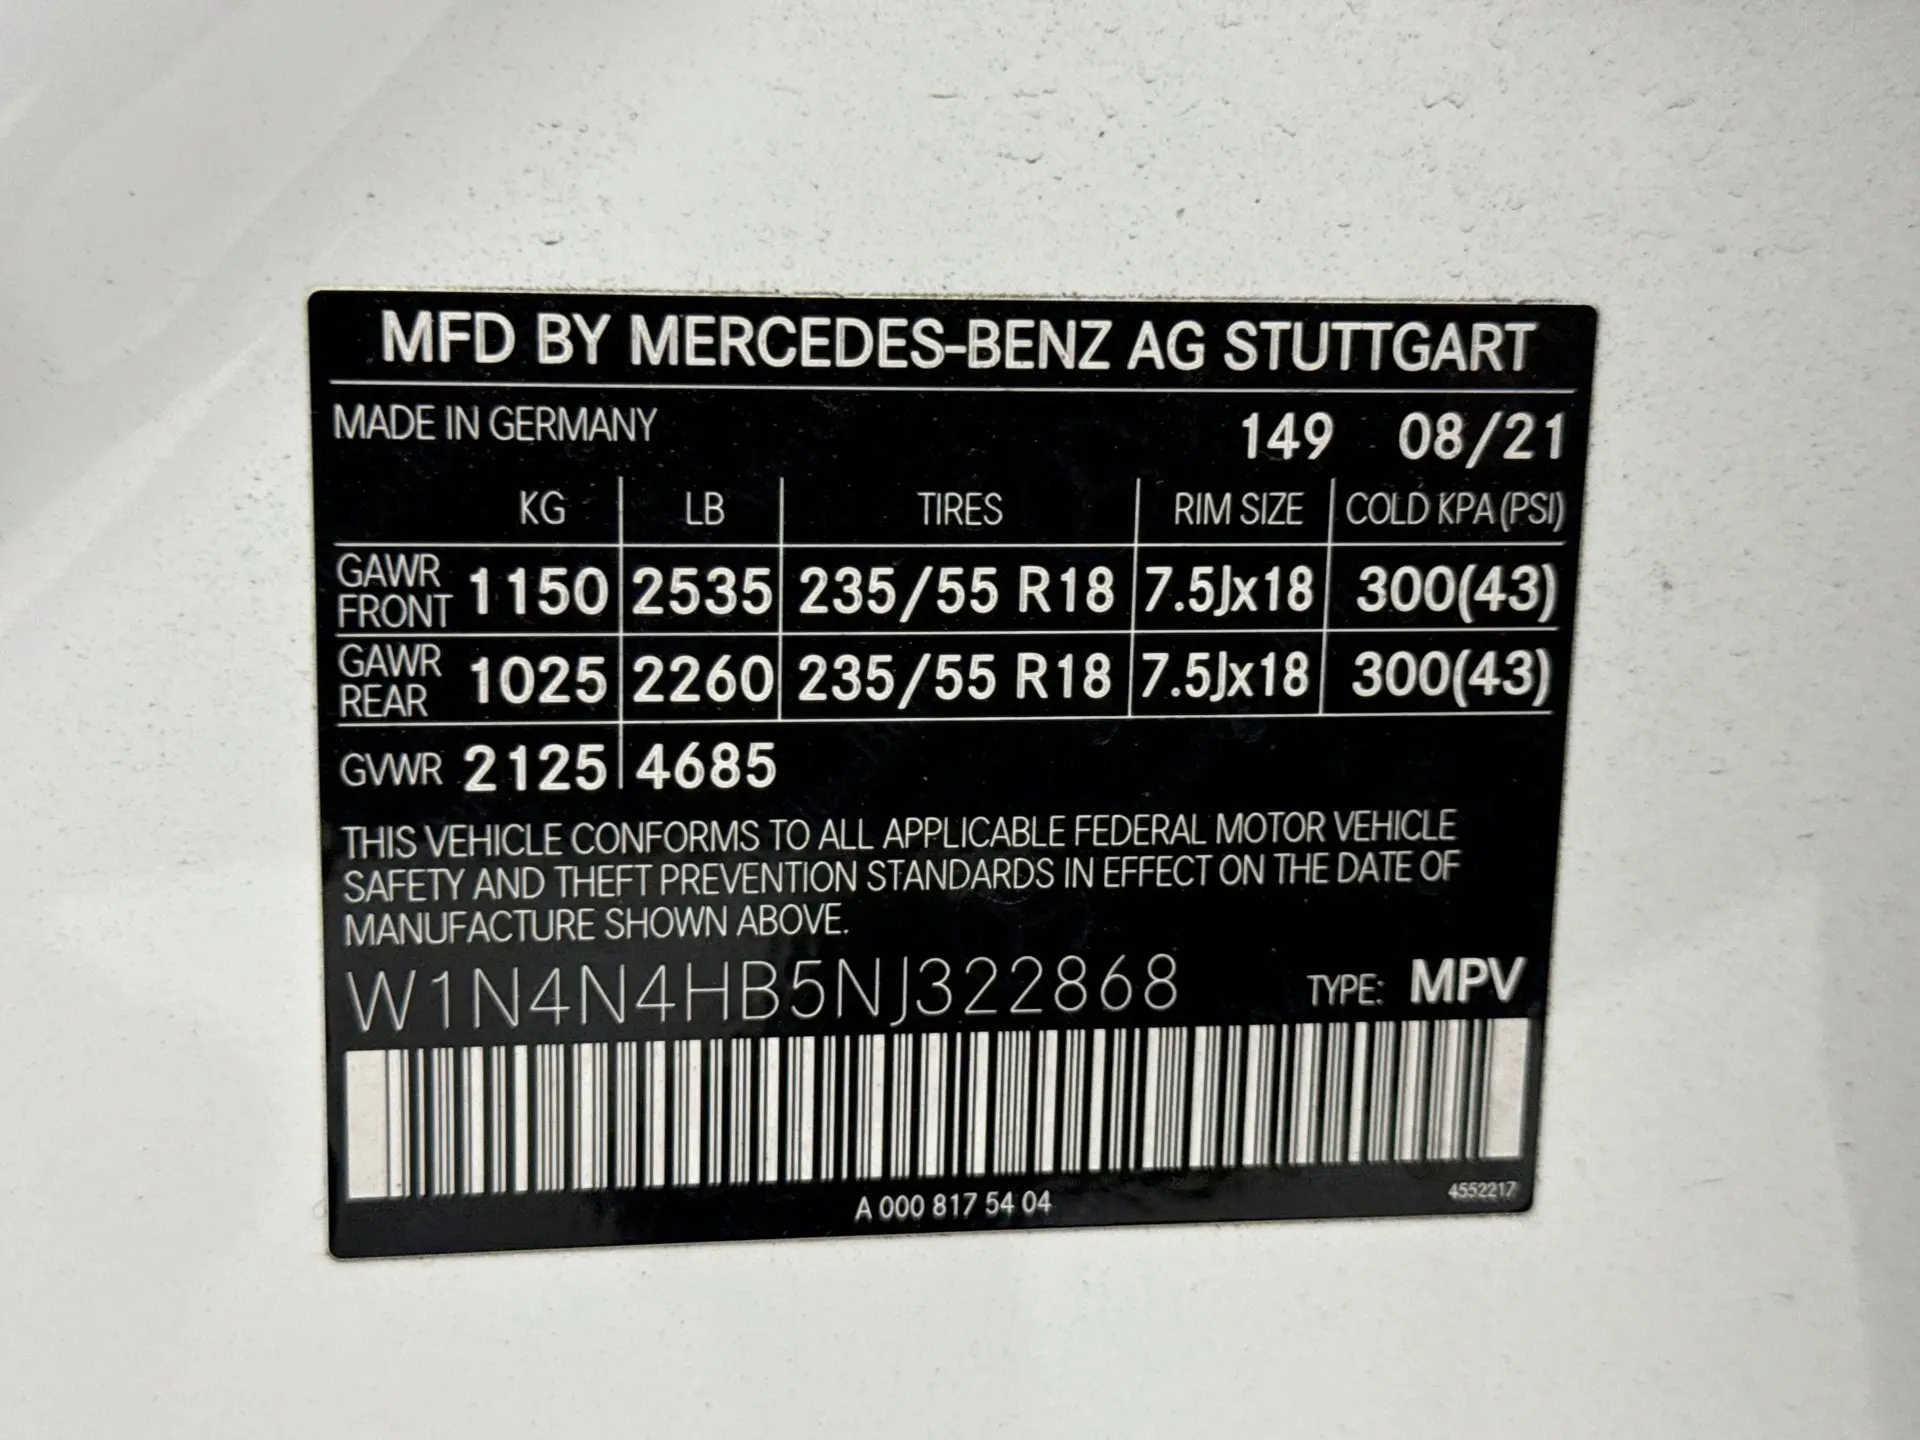 MFD BY MERCEDES-BENZ AG STUTTGART
MADE IN GERMANY 149 08/21
KG LB TIRES RIM SIZE COLD KPA (PSI)
GAWR FRONT 1150 2535 235/55 R18 7.5Jx18 300(43)
GAWR REAR 1025 2260 235/55 R18 7.5Jx18 300(43)
GVWR 2125 4685
THIS VEHICLE CONFORMS TO ALL APPLICABLE FEDERAL MOTOR VEHICLE
SAFETY AND THEFT PREVENTION STANDARDS IN EFFECT ON THE DATE OF
MANUFACTURE SHOWN ABOVE.
W1N4N4HB5NJ322868 TYPE: MPV
A 000 817 54 04 4552217